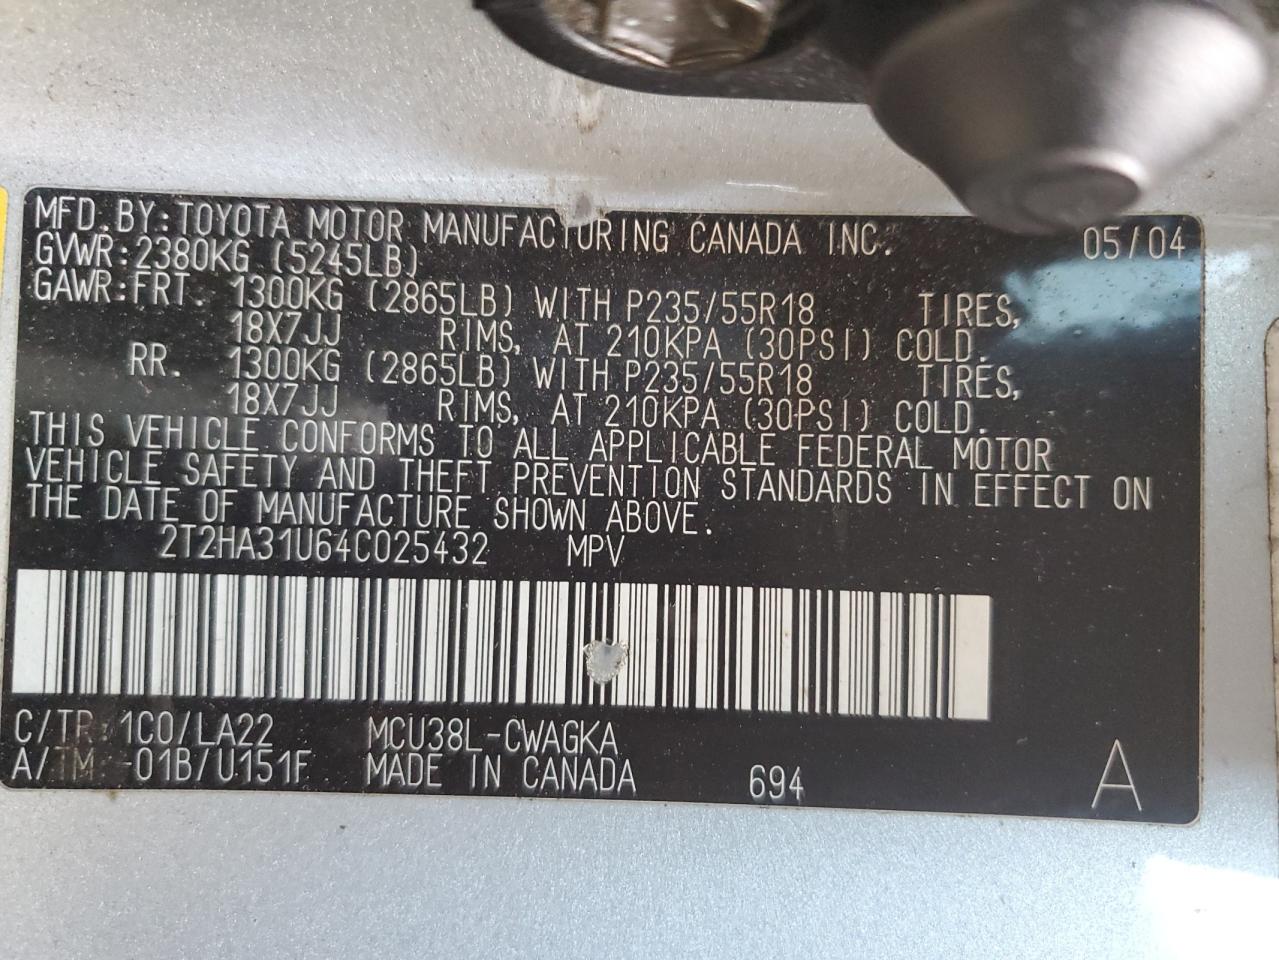 MFD.BY:TOYOTA MOTOR MANUFACTURING CANADA INC. 05/04
GVWR:2380KG (5245LB)
GAWR:FRT. 1300KG (2865LB) WITH P235/55R18 TIRES,
18X7JJ RIMS, AT 210KPA (30PSI) COLD.
RR. 1300KG (2865LB) WITH P235/55R18 TIRES,
18X7JJ RIMS, AT 210KPA (30PSI) COLD.
THIS VEHICLE CONFORMS TO ALL APPLICABLE FEDERAL MOTOR
VEHICLE SAFETY AND THEFT PREVENTION STANDARDS IN EFFECT ON
THE DATE OF MANUFACTURE SHOWN ABOVE.
2T2HA31U64C025432 MPV
C/TR:1C0/LA22 MCU38L-CWAGKA
A/TM:-01B/U151F MADE IN CANADA 694 A